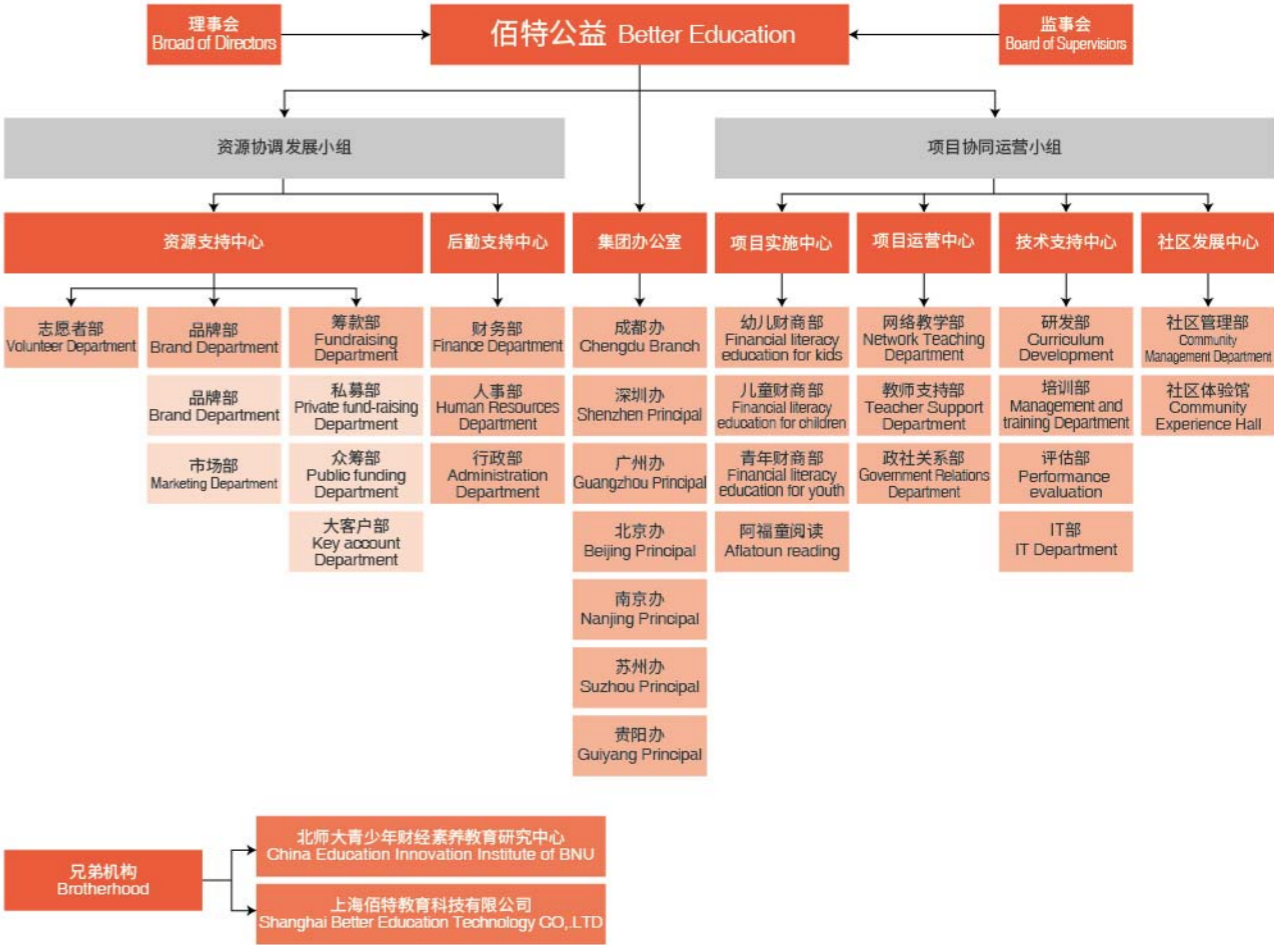 理事会
Broad of Directors
佰特公益 Better Education
监事会
Board of Supervisiors
资源协调发展小组
项目协同运营小组
资源支持中心
后勤支持中心
集团办公室
项目实施中心
项目运营中心
技术支持中心
社区发展中心
志愿者部
Volunteer Department
品牌部
Brand Department
筹款部
Fundraising
Department
财务部
Finance Department
成都办
Chengdu Branch
幼儿财商部
Financial literacy
education for kids
网络教学部
Network Teaching
Department
研发部
Curriculum
Development
社区管理部
Community
Management Department
品牌部
Brand Department
私募部
Private fund-raising
Department
人事部
Human Resources
Department
深圳办
Shenzhen Principal
儿童财商部
Financial literacy
education for children
教师支持部
Teacher Support
Department
培训部
Management and
training Department
社区体验馆
Community
Experience Hall
市场部
Marketing Department
众筹部
Public funding
Department
行政部
Administration
Department
广州办
Guangzhou Principal
青年财商部
Financial literacy
education for youth
政社关系部
Government Relations
Department
评估部
Performance
evaluation
大客户部
Key account
Department
北京办
Beijing Principal
阿福童阅读
Aflatoun reading
IT部
IT Department
南京办
Nanjing Principal
苏州办
Suzhou Principal
贵阳办
Guiyang Principal
兄弟机构
Brotherhood
北师大青少年财经素养教育研究中心
China Education Innovation Institute of BNU
上海佰特教育科技有限公司
Shanghai Better Education Technology CO,.LTD